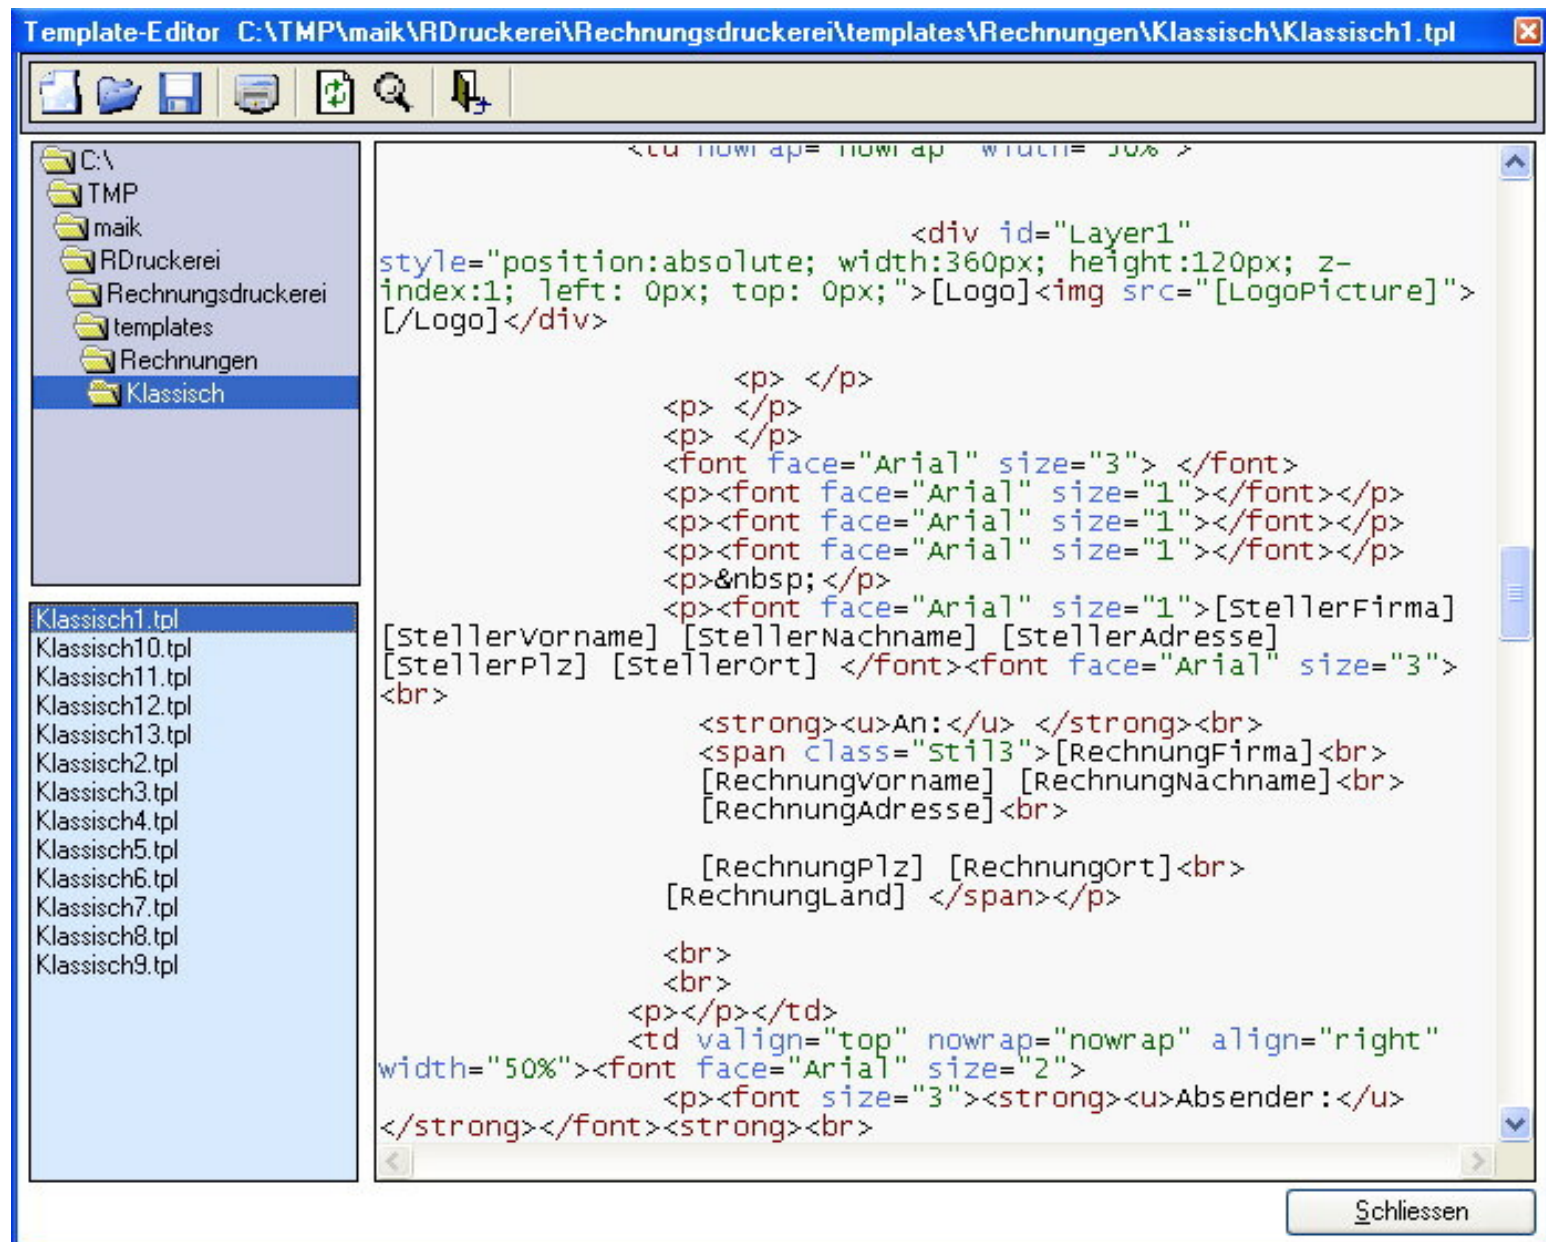 Template-Editor C:\TMP\maik\RDruckerei\Rechnungsdruckerei\templates\Rechnungen\Klassisch\Klassisch1.tpl
C:\
TMP
maik
RDruckerei
Rechnungsdruckerei
templates
Rechnungen
Klassisch
Klassisch1.tpl
Klassisch10.tpl
Klassisch11.tpl
Klassisch12.tpl
Klassisch13.tpl
Klassisch2.tpl
Klassisch3.tpl
Klassisch4.tpl
Klassisch5.tpl
Klassisch6.tpl
Klassisch7.tpl
Klassisch8.tpl
Klassisch9.tpl
<td nowrap="nowrap" width="50%">
<div id="Layer1"
style="position:absolute; width:360px; height:120px; z-
index:1; left: 0px; top: 0px;">[Logo]<img src="[LogoPicture]">
[/Logo]</div>
<p> </p>
<p> </p>
<p> </p>
<font face="Arial" size="3"> </font>
<p><font face="Arial" size="1"></font></p>
<p><font face="Arial" size="1"></font></p>
<p><font face="Arial" size="1"></font></p>
<p>&nbsp;</p>
<p><font face="Arial" size="1">[StellerFirma]
[StellerVorname] [StellerNachname] [StellerAdresse]
[StellerPlz] [StellerOrt] </font><font face="Arial" size="3">
<br>
<strong><u>An:</u> </strong><br>
<span class="Stil3">[RechnungFirma]<br>
[RechnungVorname] [RechnungNachname]<br>
[RechnungAdresse]<br>
[RechnungPlz] [RechnungOrt]<br>
[RechnungLand] </span></p>
<br>
<br>
<p></p></td>
<td valign="top" nowrap="nowrap" align="right"
width="50%"><font face="Arial" size="2">
<p><font size="3"><strong><u>Absender:</u>
</strong></font><strong><br>
Schliessen